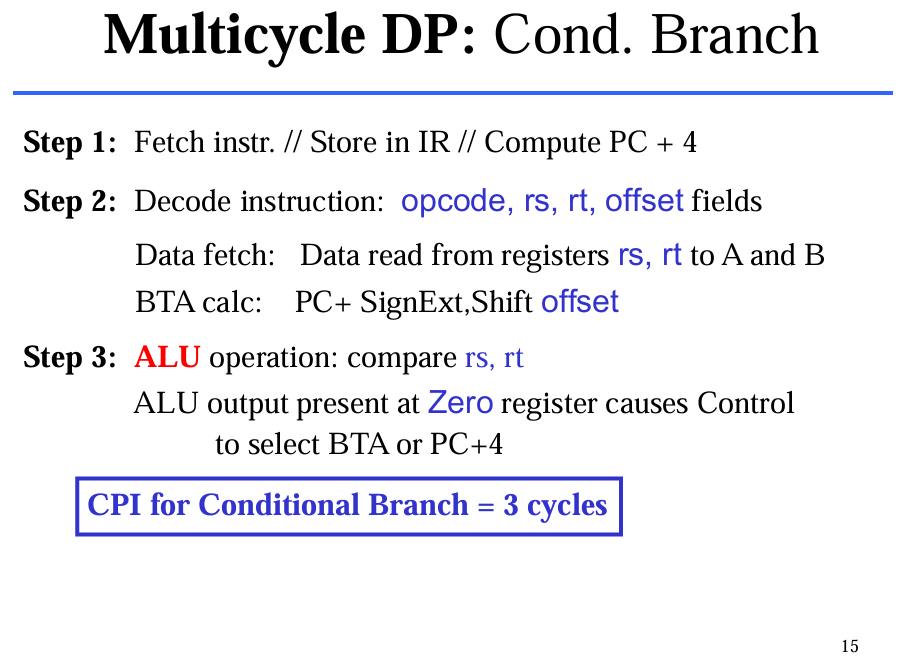 Multicycle DP: Cond. Branch
Step 1: Fetch instr. // Store in IR // Compute PC + 4
Step 2: Decode instruction: opcode, rs, rt, offset fields
Data fetch: Data read from registers rs, rt to A and B
BTA calc: PC+ SignExt,Shift offset
Step 3: ALU operation: compare rs, rt
ALU output present at Zero register causes Control
to select BTA or PC+4
CPI for Conditional Branch = 3 cycles
15